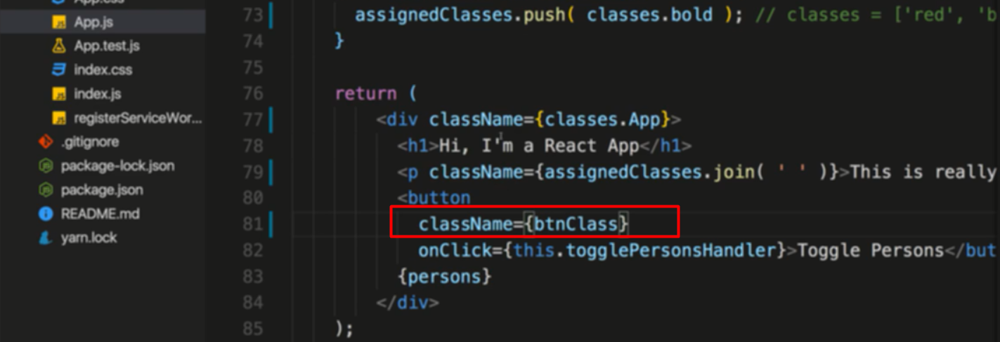 App.css
App.js
App.test.js
index.css
index.js
registerServiceWor...
.gitignore
package-lock.json
package.json
README.md
yarn.lock
73 assignedClasses.push( classes.bold ); // classes = ['red', 'b
74 }
75
76 return (
77 <div className={classes.App}>
78 <h1>Hi, I'm a React App</h1>
79 <p className={assignedClasses.join( ' ' )}>This is really
80 <button
81 className={btnClass}
82 onClick={this.togglePersonsHandler}>Toggle Persons</but
83 {persons}
84 </div>
85 );